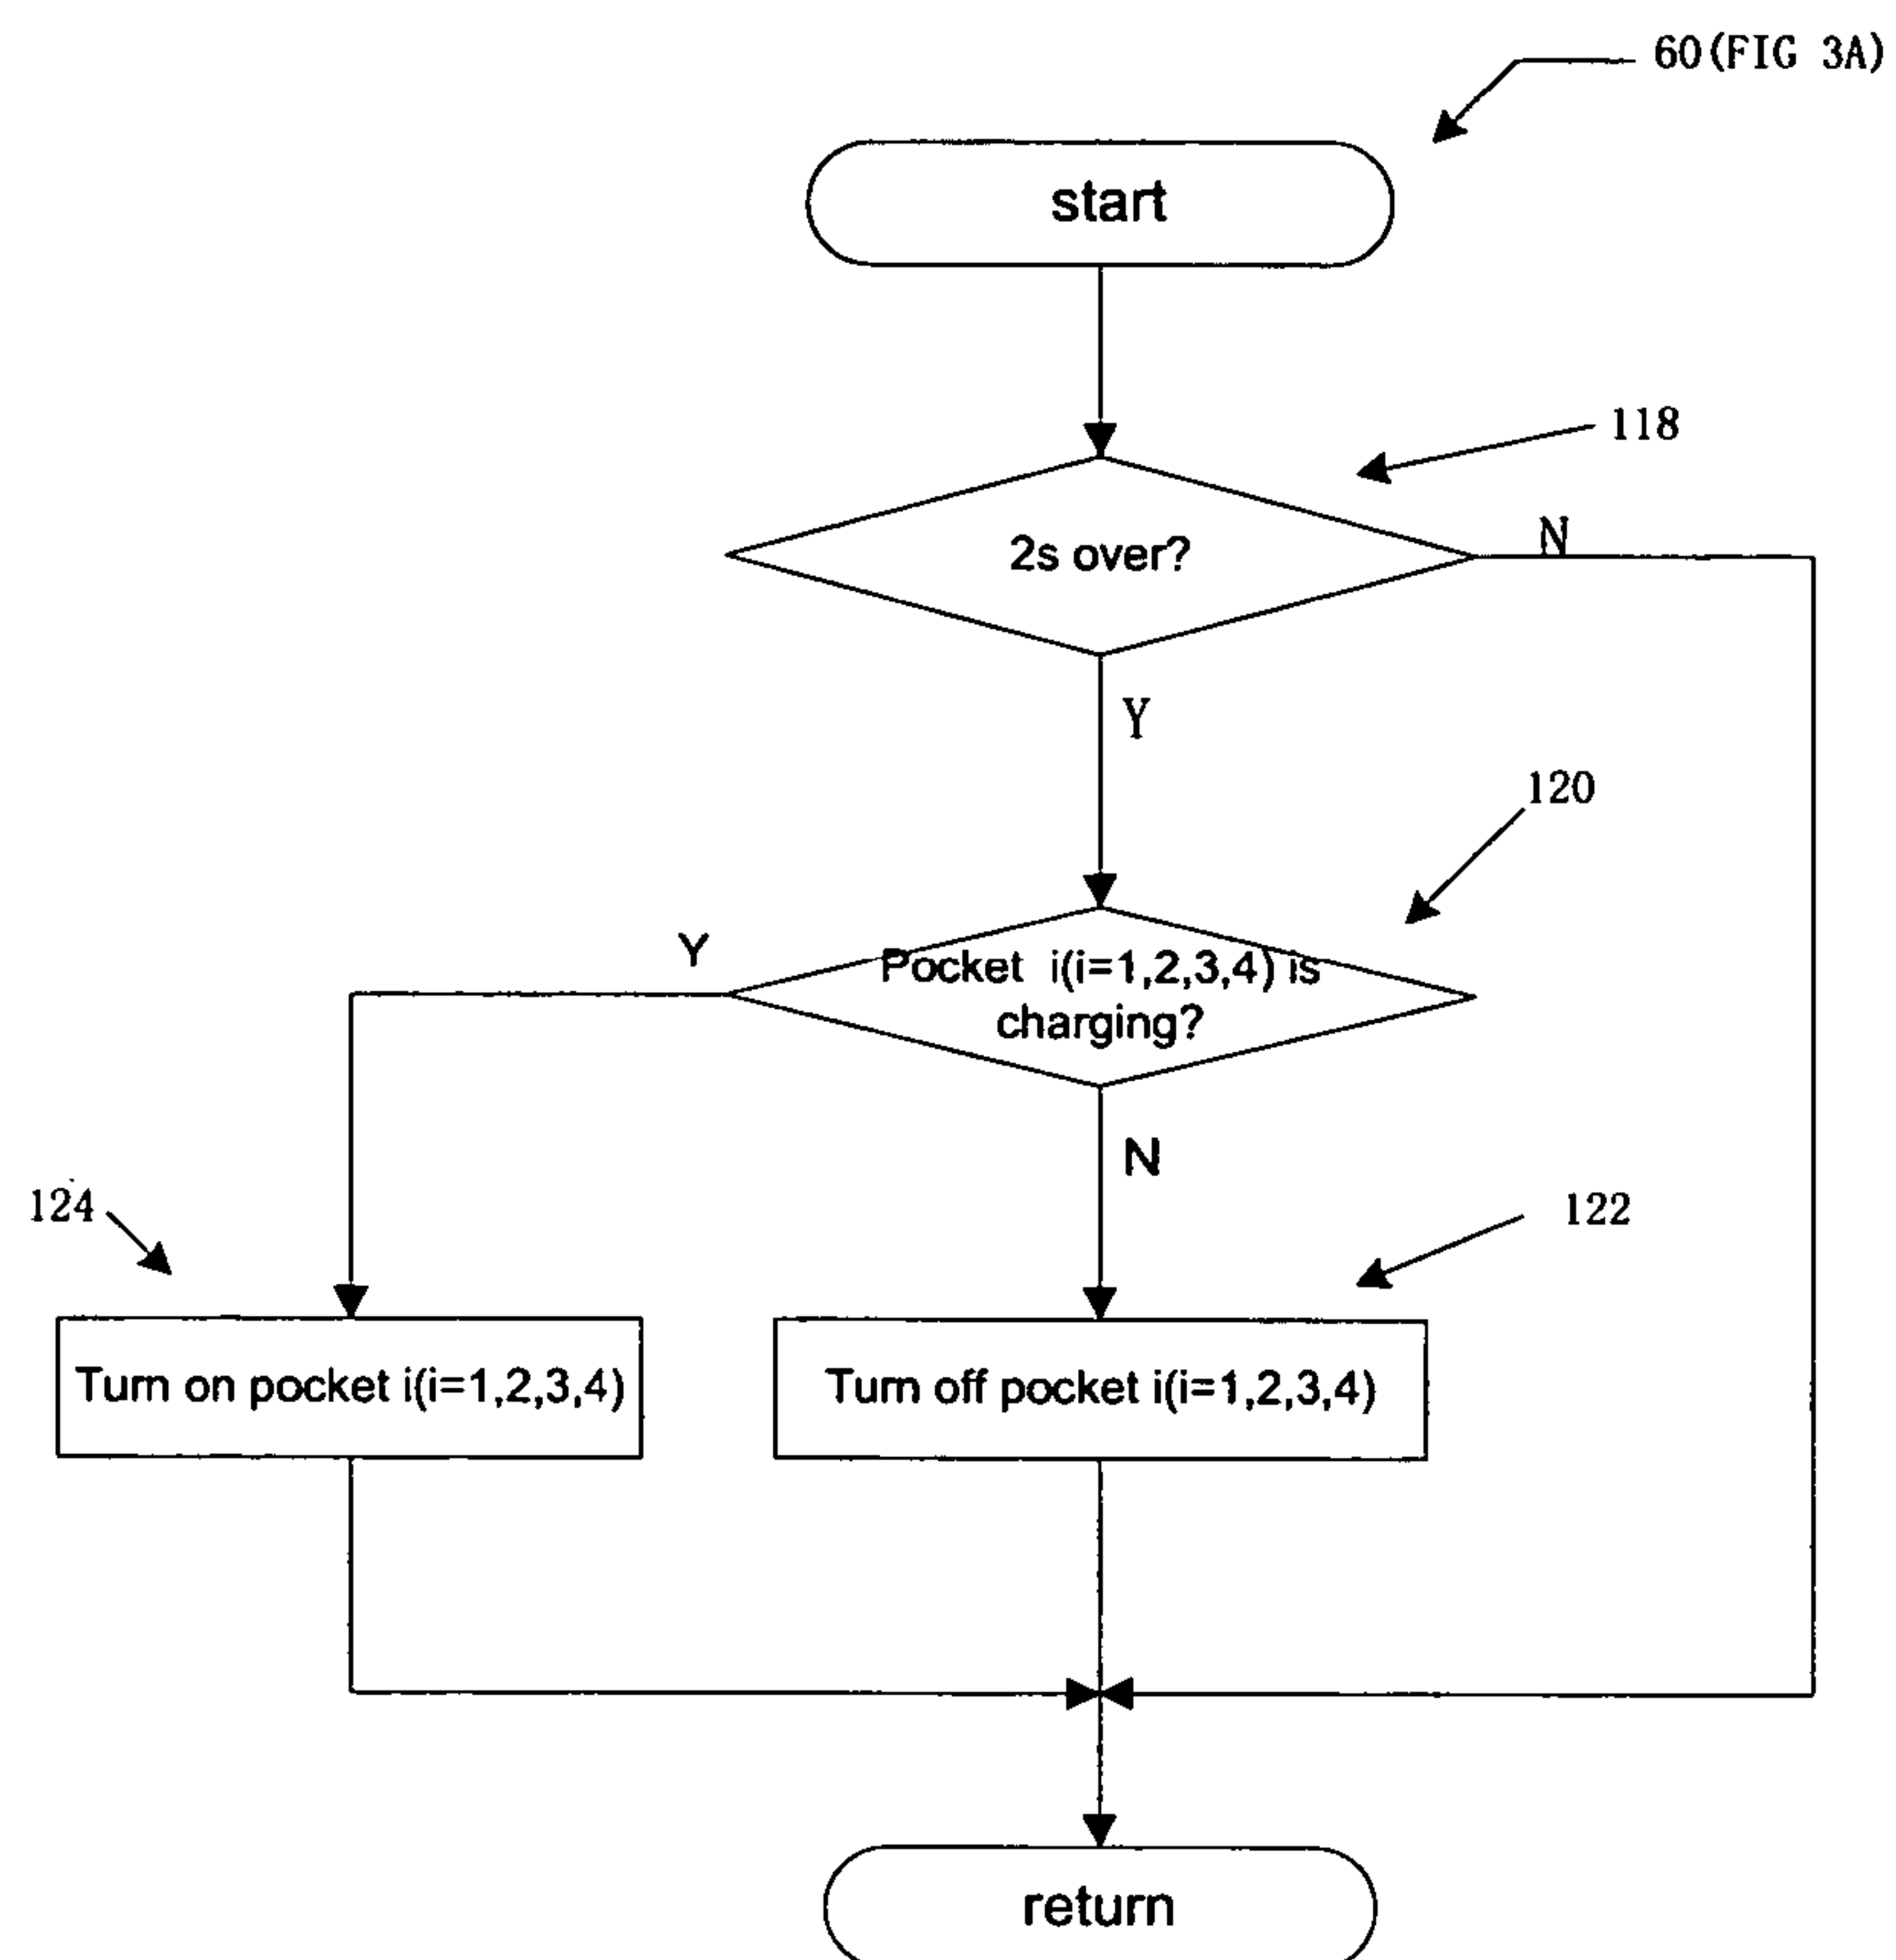 60(FIG 3A)
start
118
2s over?
N
Y
120
Y
Pocket i(i=1,2,3,4) is
charging?
N
124
122
Turn on pocket i(i=1,2,3,4)
Turn off pocket i(i=1,2,3,4)
return